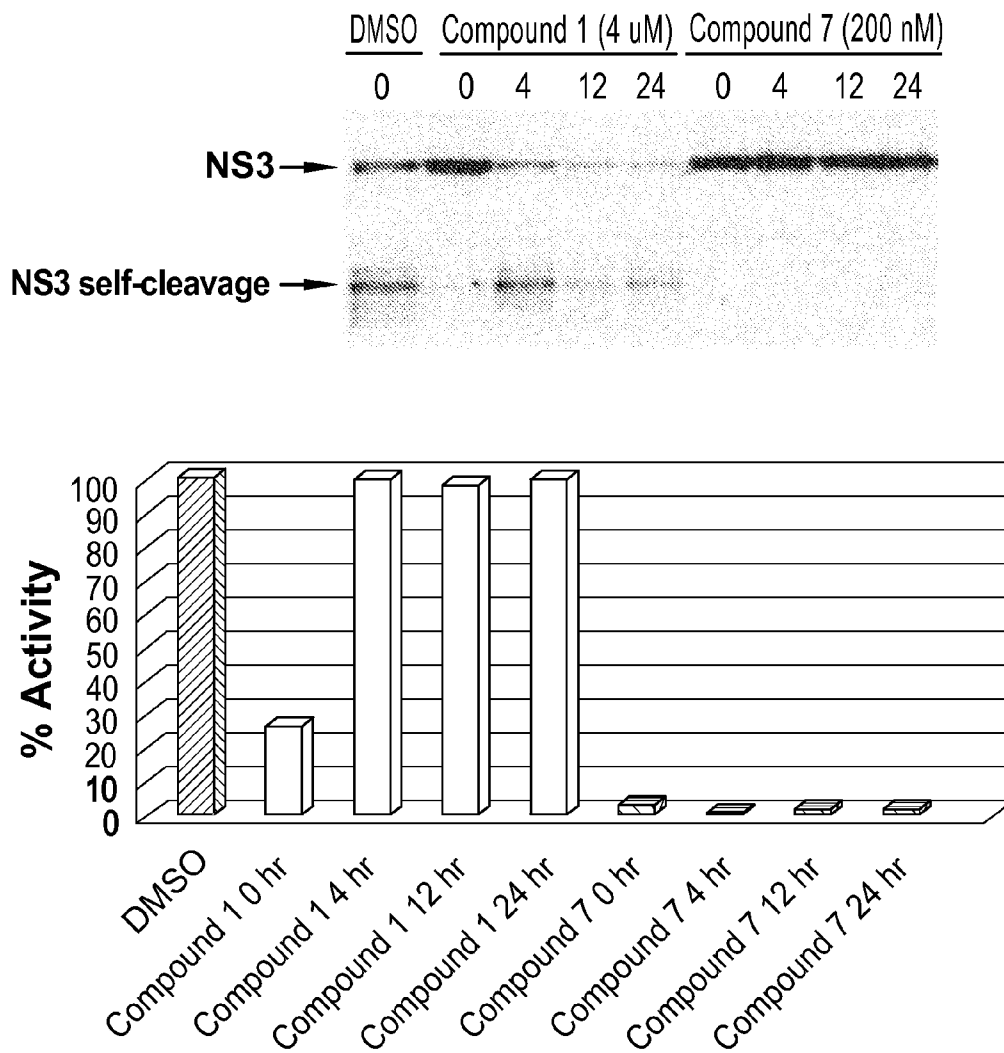 DMSO Compound 1 (4 uM) Compound 7 (200 nM)
0 0 4 12 24 0 4 12 24
NS3
NS3 self-cleavage
% Activity
100
90
80
70
60
50
40
30
20
10
0
DMSO
Compound 1 0 hr
Compound 1 4 hr
Compound 1 12 hr
Compound 1 24 hr
Compound 7 0 hr
Compound 7 4 hr
Compound 7 12 hr
Compound 7 24 hr